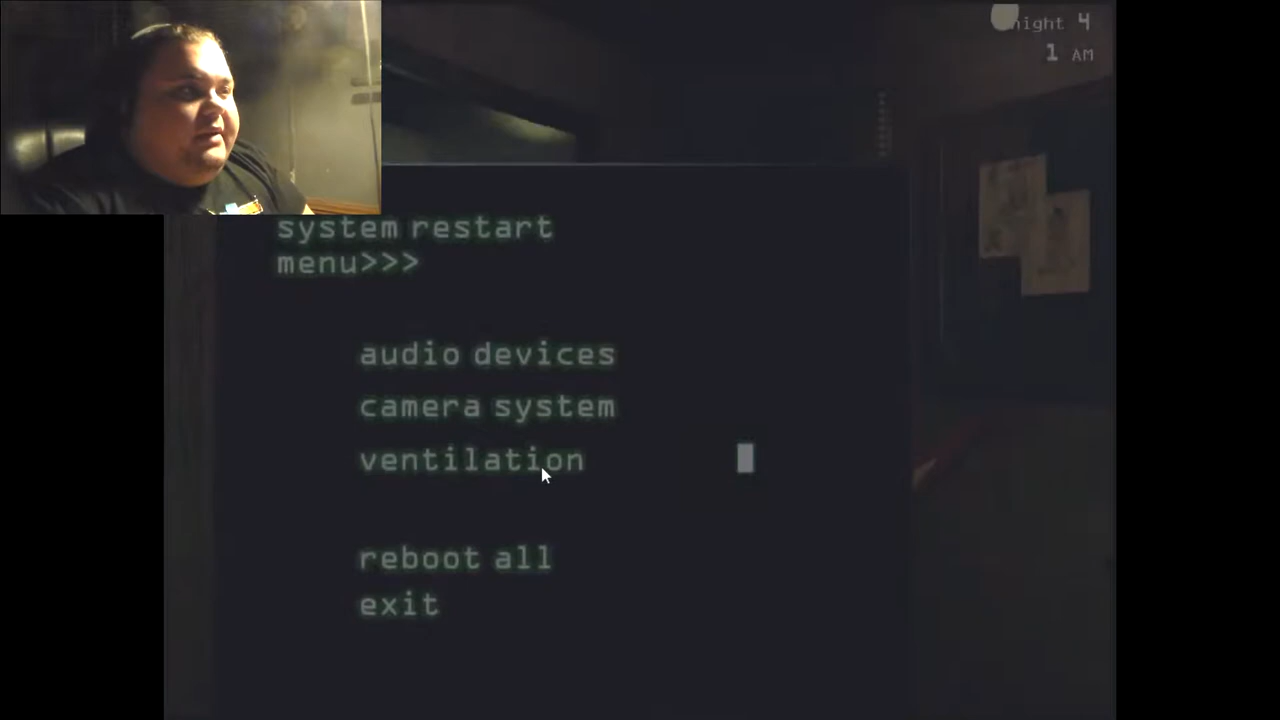 night 4
1 AM
system restart
menu>>>
audio devices
camera system
ventilation
reboot all
exit